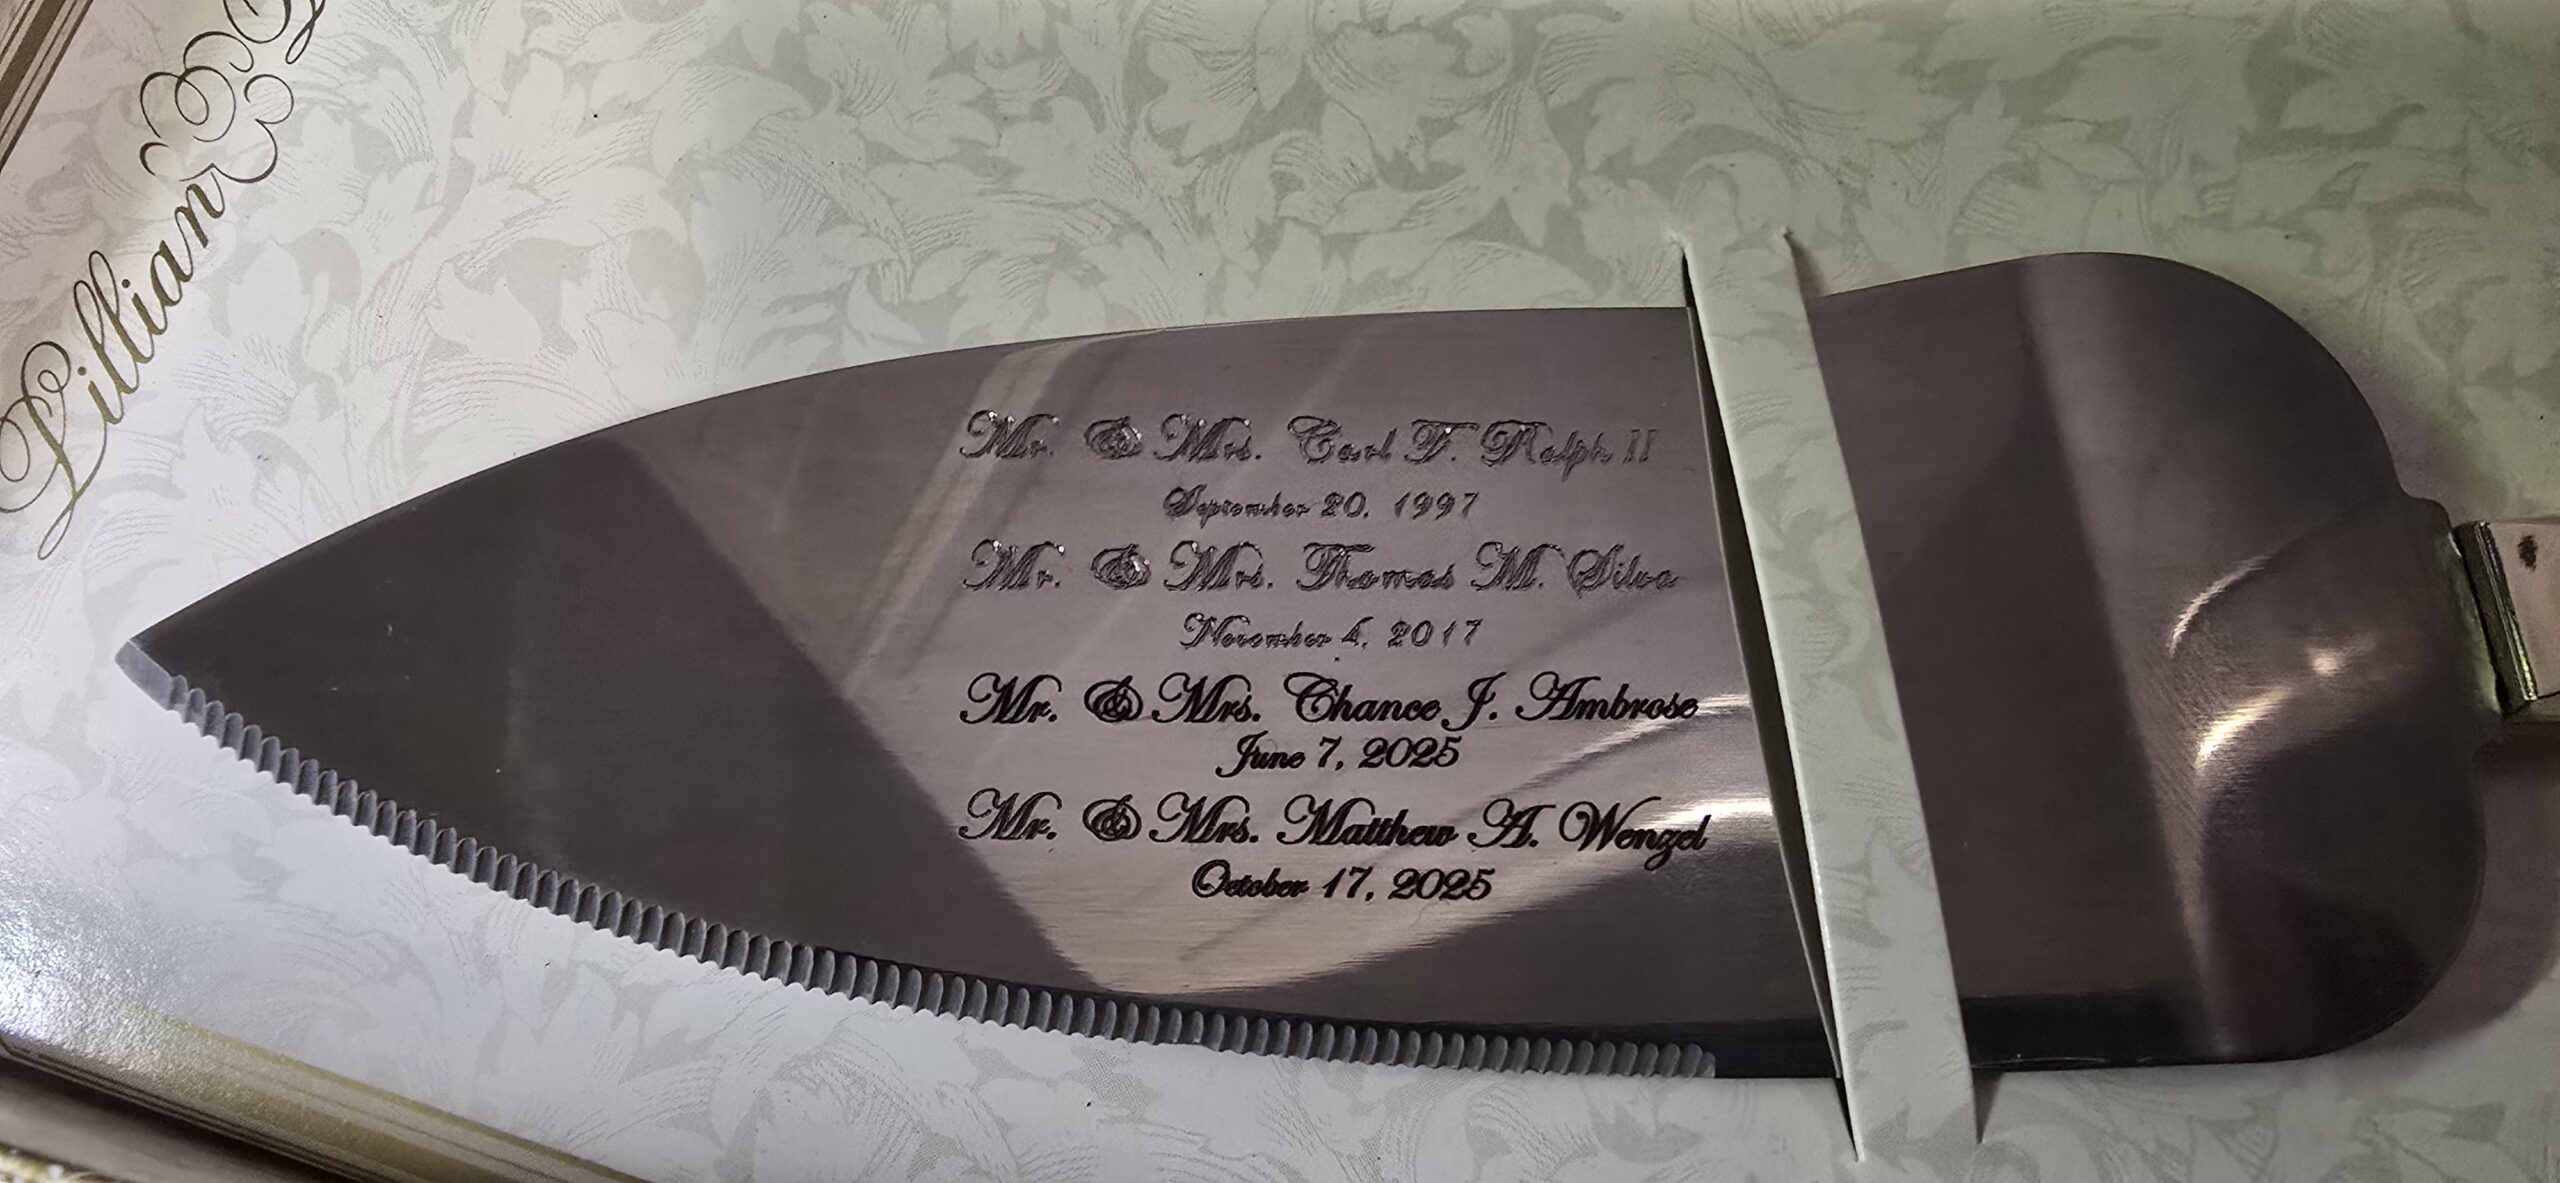 Lillian
Mr. & Mrs. Carl F. Ralph II
September 20, 1997
Mr. & Mrs. Thomas M. Silva
November 4, 2017
Mr. & Mrs. Chance J. Ambrose
June 7, 2025
Mr. & Mrs. Matthew A. Wenzel
October 17, 2025